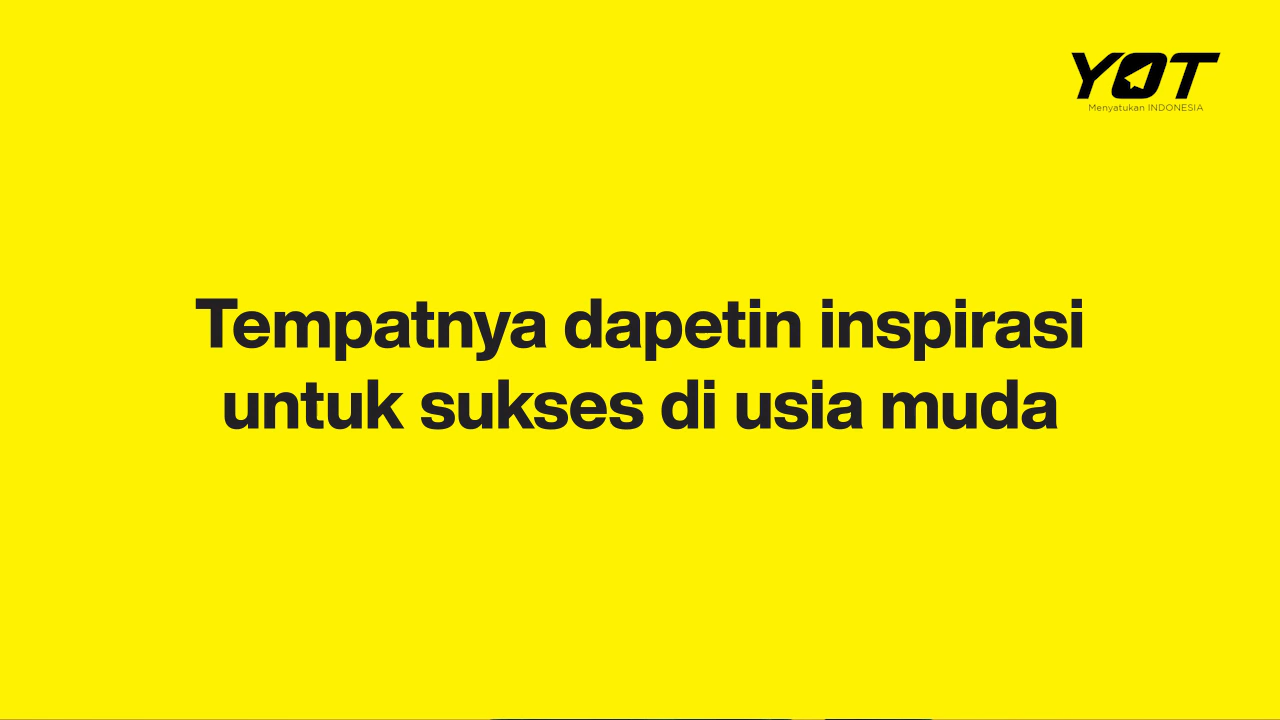 YOT
Menyatukan INDONESIA
Tempatnya dapetin inspirasi
untuk sukses di usia muda